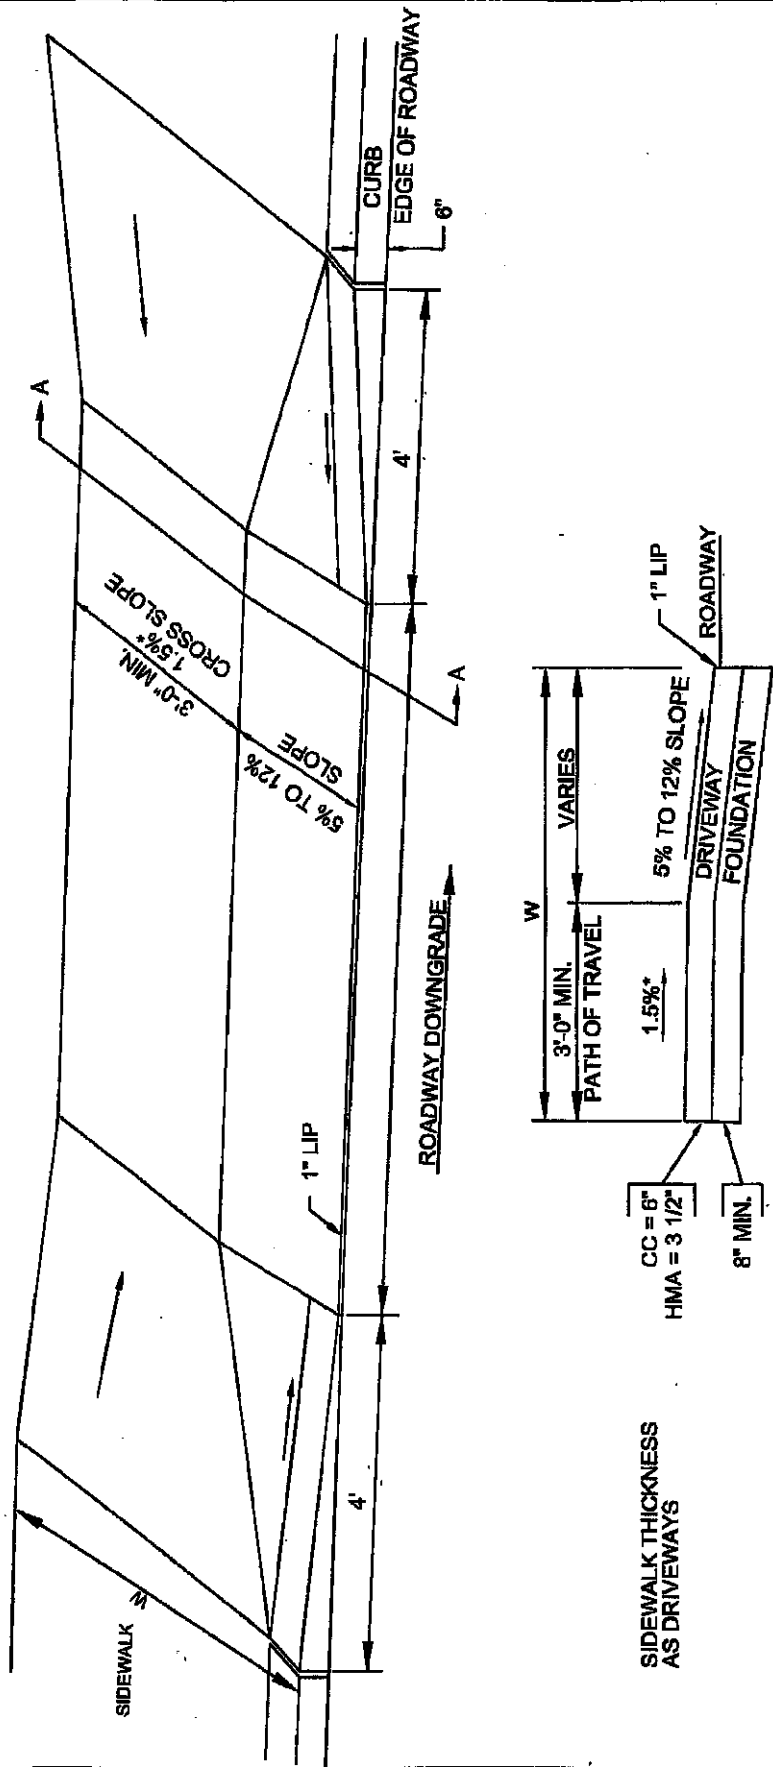 SIDEWALK
W
4'
1" LIP
ROADWAY DOWNGRADE
3'-0" MIN.
1.5%*
CROSS SLOPE
5% TO 12%
SLOPE
A
A
4'
6"
CURB
EDGE OF ROADWAY
SIDEWALK THICKNESS
AS DRIVEWAYS
CC = 6"
HMA = 3 1/2"
8" MIN.
W
3'-0" MIN.
PATH OF TRAVEL
VARIES
1.5%*
5% TO 12% SLOPE
DRIVEWAY
FOUNDATION
1" LIP
ROADWAY